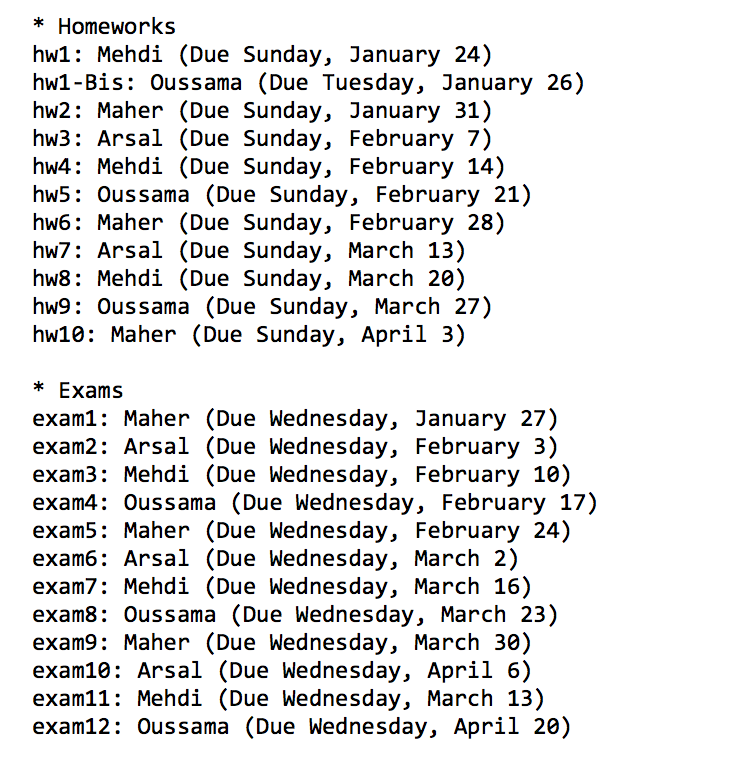 * Homeworks
hw1: Mehdi (Due Sunday, January 24)
hw1-Bis: Oussama (Due Tuesday, January 26)
hw2: Maher (Due Sunday, January 31)
hw3: Arsal (Due Sunday, February 7)
hw4: Mehdi (Due Sunday, February 14)
hw5: Oussama (Due Sunday, February 21)
hw6: Maher (Due Sunday, February 28)
hw7: Arsal (Due Sunday, March 13)
hw8: Mehdi (Due Sunday, March 20)
hw9: Oussama (Due Sunday, March 27)
hw10: Maher (Due Sunday, April 3)

* Exams
exam1: Maher (Due Wednesday, January 27)
exam2: Arsal (Due Wednesday, February 3)
exam3: Mehdi (Due Wednesday, February 10)
exam4: Oussama (Due Wednesday, February 17)
exam5: Maher (Due Wednesday, February 24)
exam6: Arsal (Due Wednesday, March 2)
exam7: Mehdi (Due Wednesday, March 16)
exam8: Oussama (Due Wednesday, March 23)
exam9: Maher (Due Wednesday, March 30)
exam10: Arsal (Due Wednesday, April 6)
exam11: Mehdi (Due Wednesday, March 13)
exam12: Oussama (Due Wednesday, April 20)